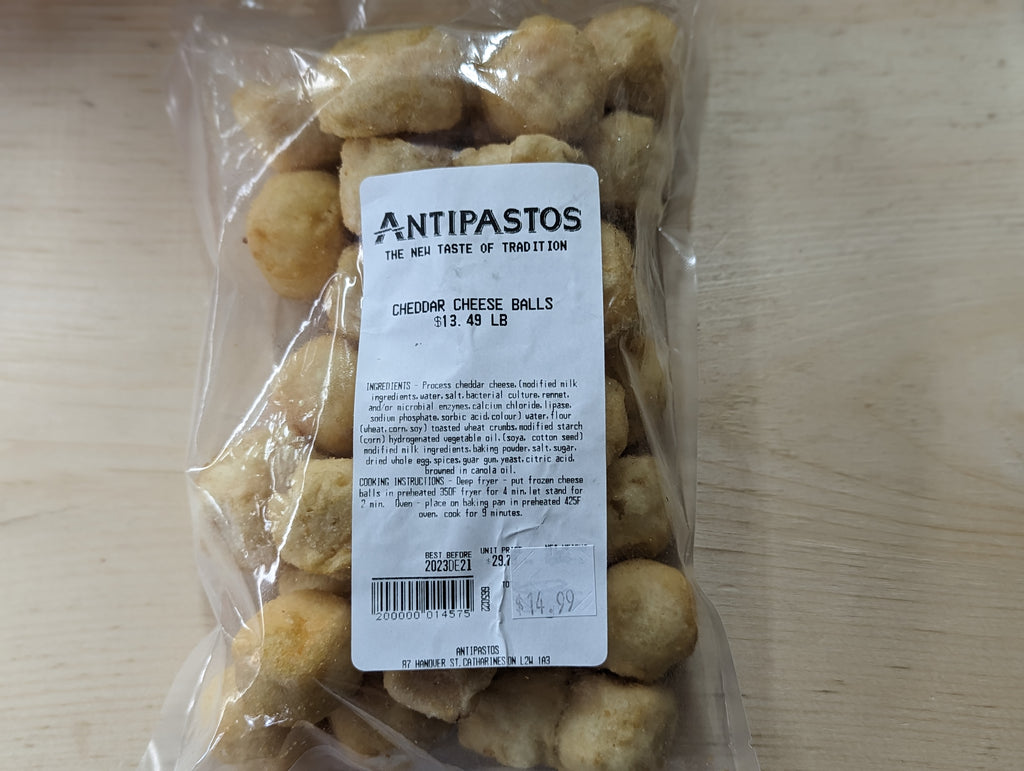 ANTIPASTOS
THE NEW TASTE OF TRADITION
CHEDDAR CHEESE BALLS
$13.49 LB
INGREDIENTS - Process cheddar cheese, (modified milk
ingredients, water, salt, bacterial culture, rennet,
and/or microbial enzymes, calcium chloride, lipase,
sodium phosphate, sorbic acid, colour) water, flour
(wheat, corn, soy) toasted wheat crumbs, modified starch
(corn) hydrogenated vegetable oil, (soya, cotton seed)
modified milk ingredients, baking powder, salt, sugar,
dried whole egg, spices, guar gum, yeast, citric acid,
browned in canola oil.
COOKING INSTRUCTIONS - Deep fryer - put frozen cheese
balls in preheated 350F fryer for 4 min, let stand for
2 min. Oven - place on baking pan in preheated 425F
oven, cook for 9 minutes.
BEST BEFORE UNIT
2023DE21 $29.7
$14.99
200000 014575
ANTIPASTOS
87 HANOVER ST, CATHARINES ON L2W 1A3